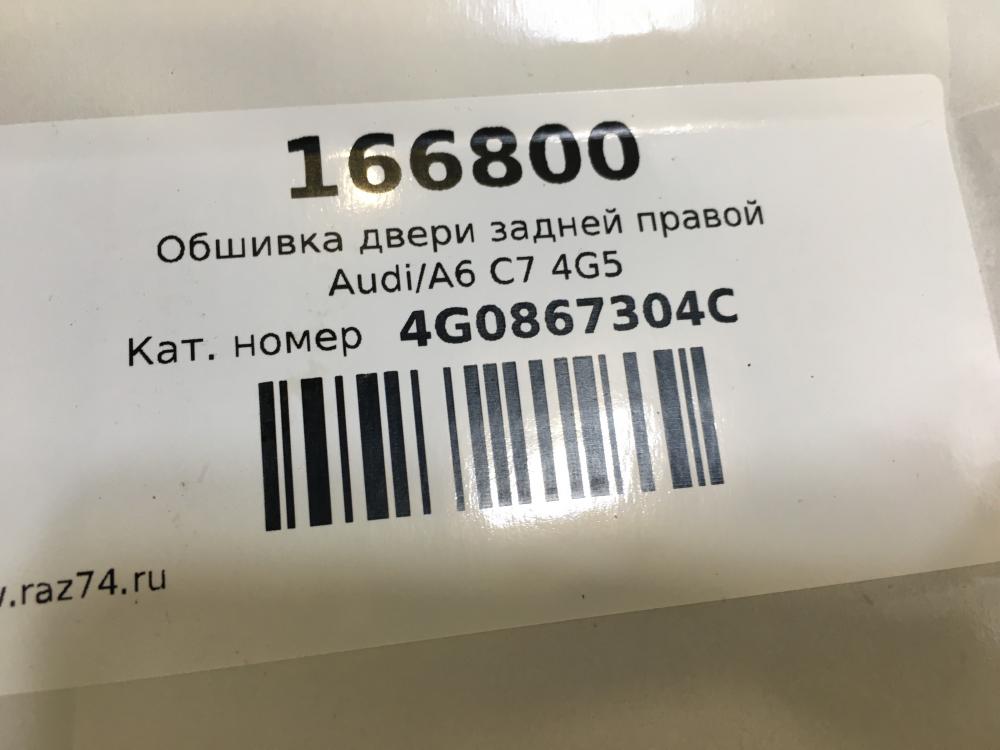 166800
Обшивка двери задней правой
Audi/A6 C7 4G5
Кат. номер 4G0867304C
.raz74.ru